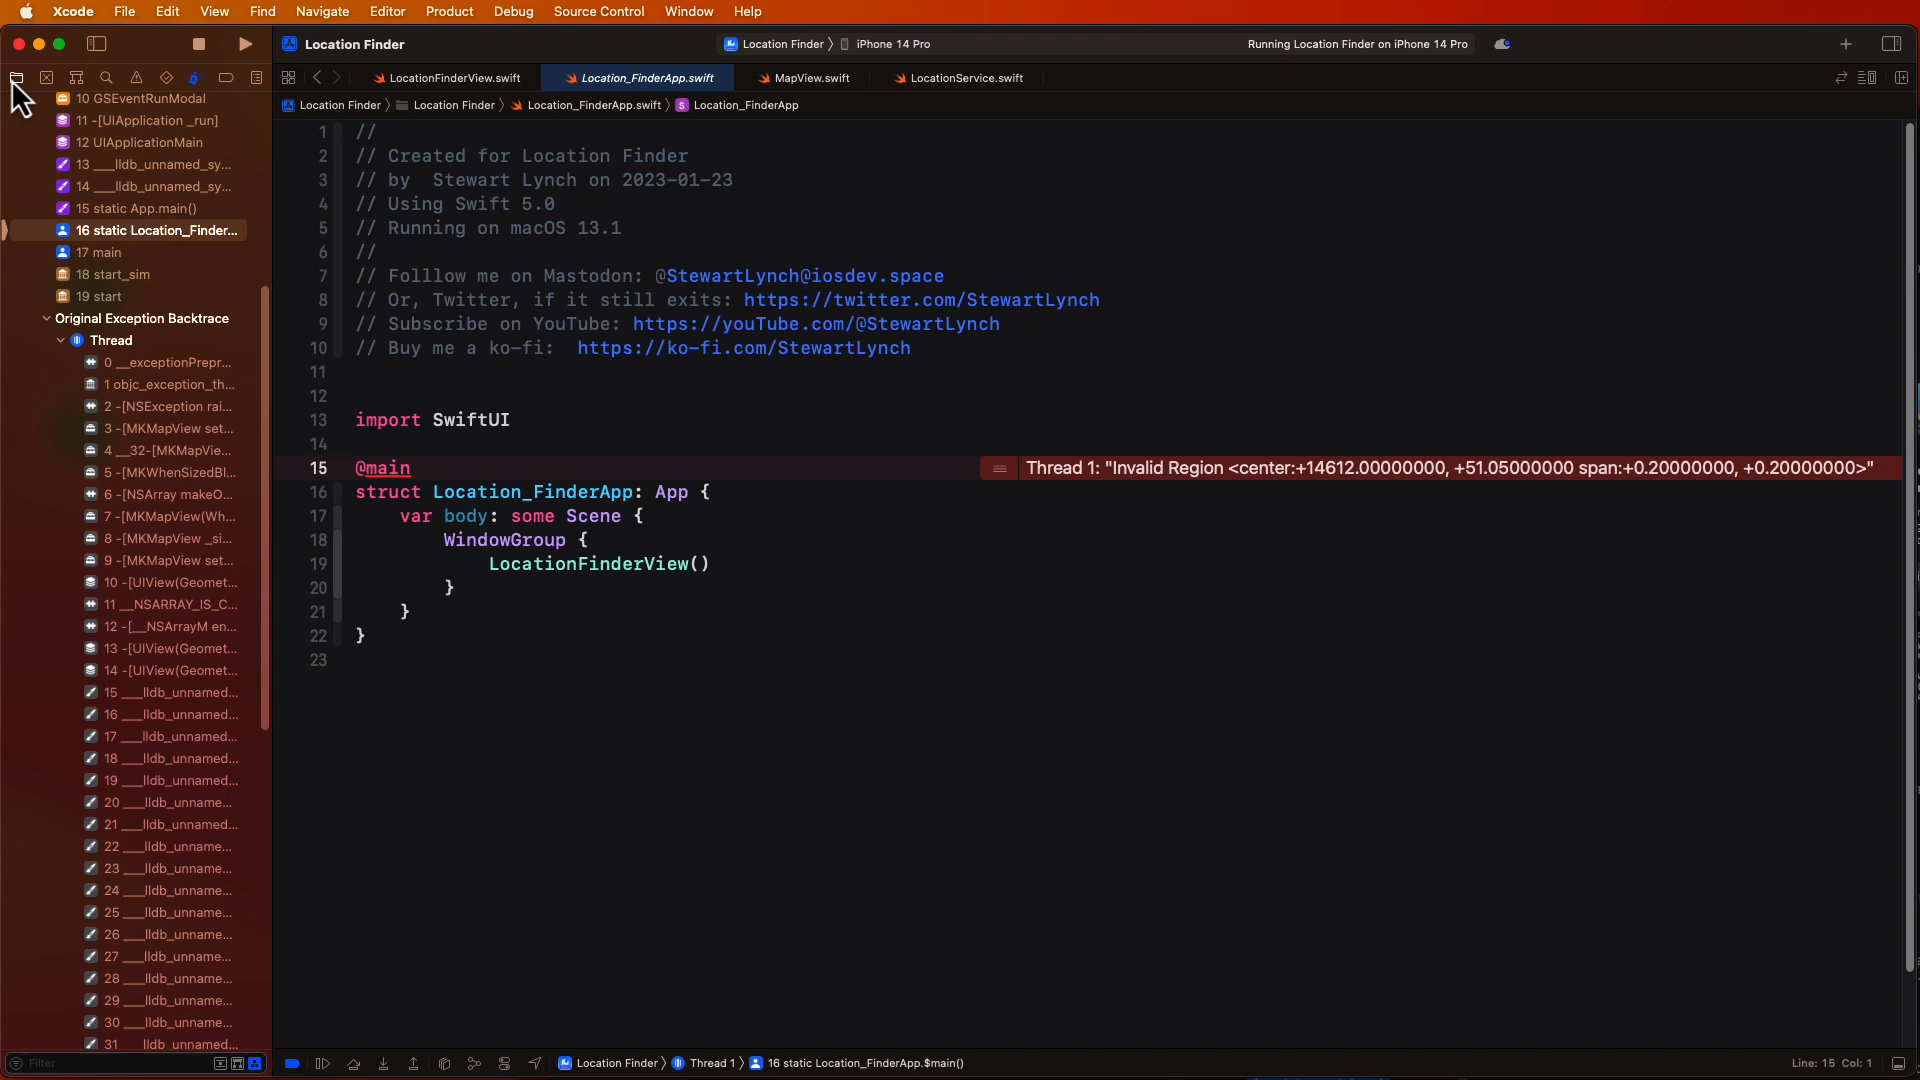 Xcode File Edit View Find Navigate Editor Product Debug Source Control Window Help
Location Finder
Location Finder iPhone 14 Pro
Running Location Finder on iPhone 14 Pro
LocationFinderView.swift
Location_FinderApp.swift
MapView.swift
LocationService.swift
Location Finder Location Finder Location_FinderApp.swift Location_FinderApp
10 GSEventRunModal
11 -[UIApplication _run]
12 UIApplicationMain
13 ___lldb_unnamed_sy...
14 ___lldb_unnamed_sy...
15 static App.main()
16 static Location_Finder...
17 main
18 start_sim
19 start
Original Exception Backtrace
Thread
0 __exceptionPrepr...
1 objc_exception_th...
2 -[NSException rai...
3 -[MKMapView set...
4 __32-[MKMapVie...
5 -[MKWhenSizedBl...
6 -[NSArray makeO...
7 -[MKMapView(Wh...
8 -[MKMapView _si...
9 -[MKMapView set...
10 -[UIView(Geomet...
11 __NSARRAY_IS_C...
12 -[__NSArrayM en...
13 -[UIView(Geomet...
14 -[UIView(Geomet...
15 ___lldb_unnamed...
16 ___lldb_unnamed...
17 ___lldb_unnamed...
18 ___lldb_unnamed...
19 ___lldb_unnamed...
20 ___lldb_unname...
21 ___lldb_unnamed...
22 ___lldb_unname...
23 ___lldb_unname...
24 ___lldb_unname...
25 ___lldb_unname...
26 ___lldb_unname...
27 ___lldb_unname...
28 ___lldb_unname...
29 ___lldb_unname...
30 ___lldb_unname...
31 ___lldb_unnamed...
Filter
1 //
2 // Created for Location Finder
3 // by  Stewart Lynch on 2023-01-23
4 // Using Swift 5.0
5 // Running on macOS 13.1
6 //
7 // Folllow me on Mastodon: @StewartLynch@iosdev.space
8 // Or, Twitter, if it still exits: https://twitter.com/StewartLynch
9 // Subscribe on YouTube: https://youTube.com/@StewartLynch
10 // Buy me a ko-fi:  https://ko-fi.com/StewartLynch
11
12
13 import SwiftUI
14
15 @main
Thread 1: "Invalid Region <center:+14612.00000000, +51.05000000 span:+0.20000000, +0.20000000>"
16 struct Location_FinderApp: App {
17     var body: some Scene {
18         WindowGroup {
19             LocationFinderView()
20         }
21     }
22 }
23
Location Finder Thread 1 16 static Location_FinderApp.$main()
Line: 15 Col: 1